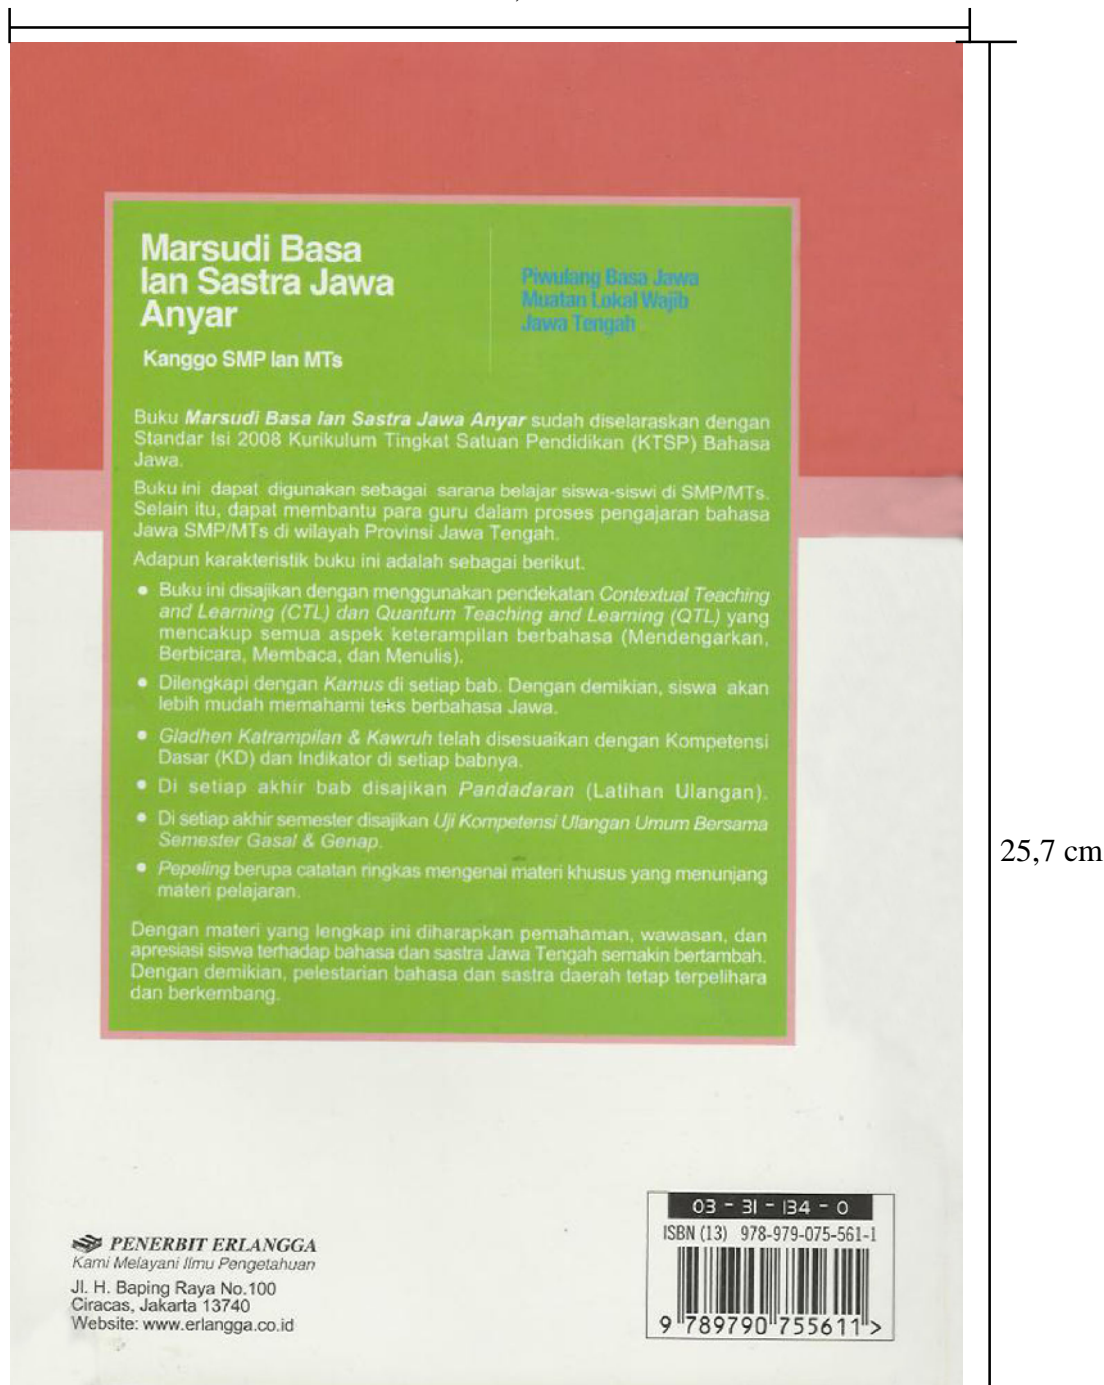 Marsudi Basa
lan Sastra Jawa
Anyar
Kanggo SMP lan MTs
Piwulang Basa Jawa
Muatan Lokal Wajib
Jawa Tengah
Buku Marsudi Basa lan Sastra Jawa Anyar sudah diselaraskan dengan
Standar Isi 2008 Kurikulum Tingkat Satuan Pendidikan (KTSP) Bahasa
Jawa.
Buku ini dapat digunakan sebagai sarana belajar siswa-siswi di SMP/MTs.
Selain itu, dapat membantu para guru dalam proses pengajaran bahasa
Jawa SMP/MTs di wilayah Provinsi Jawa Tengah.
Adapun karakteristik buku ini adalah sebagai berikut.
• Buku ini disajikan dengan menggunakan pendekatan Contextual Teaching
and Learning (CTL) dan Quantum Teaching and Learning (QTL) yang
mencakup semua aspek keterampilan berbahasa (Mendengarkan,
Berbicara, Membaca, dan Menulis).
• Dilengkapi dengan Kamus di setiap bab. Dengan demikian, siswa akan
lebih mudah memahami teks berbahasa Jawa.
• Gladhen Katrampilan & Kawruh telah disesuaikan dengan Kompetensi
Dasar (KD) dan Indikator di setiap babnya.
• Di setiap akhir bab disajikan Pandadaran (Latihan Ulangan).
• Di setiap akhir semester disajikan Uji Kompetensi Ulangan Umum Bersama
Semester Gasal & Genap.
• Pepeling berupa catatan ringkas mengenai materi khusus yang menunjang
materi pelajaran.
Dengan materi yang lengkap ini diharapkan pemahaman, wawasan, dan
apresiasi siswa terhadap bahasa dan sastra Jawa Tengah semakin bertambah.
Dengan demikian, pelestarian bahasa dan sastra daerah tetap terpelihara
dan berkembang.
25,7 cm
PENERBIT ERLANGGA
Kami Melayani Ilmu Pengetahuan
Jl. H. Baping Raya No.100
Ciracas, Jakarta 13740
Website: www.erlangga.co.id
03 - 31 - 134 - 0
ISBN (13) 978-979-075-561-1
9 789790 755611 >